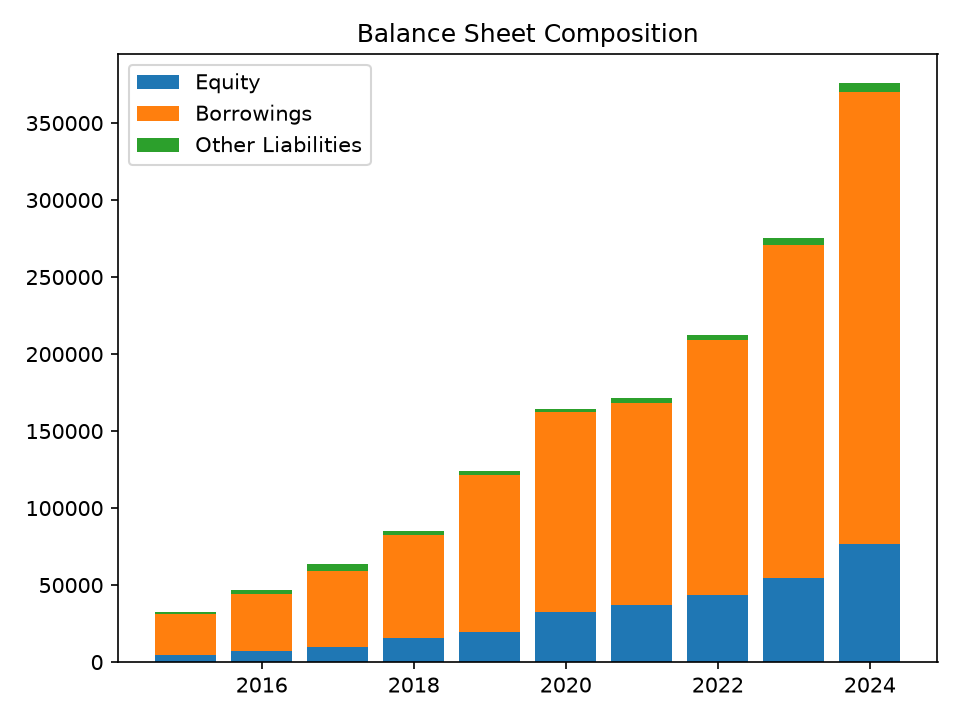 Balance Sheet Composition
Equity
Borrowings
Other Liabilities
350000
300000
250000
200000
150000
100000
50000
0
2016 2018 2020 2022 2024